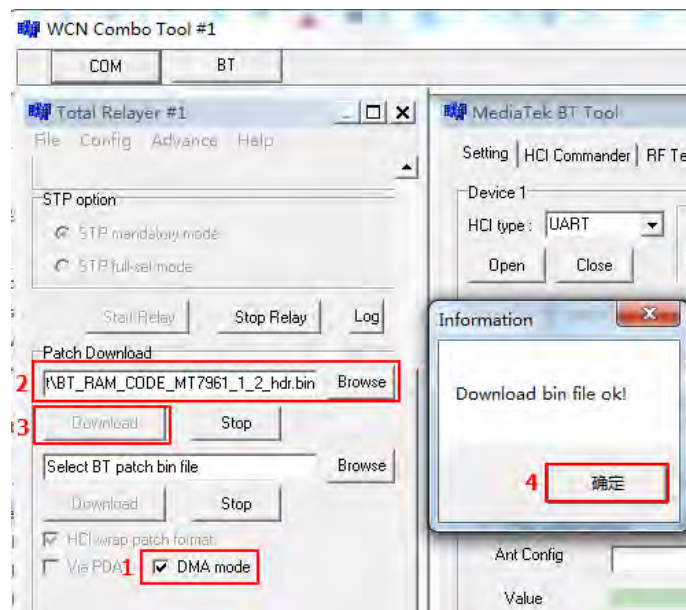 WCN Combo Tool #1
COM BT
Total Relayer #1
File Config Advance Help
STP option
STP mandatory mode
STP full-set mode
Start Relay Stop Relay Log
Patch Download
2 t\BT_RAM_CODE_MT7961_1_2_hdr.bin Browse
3 Download Stop
Select BT patch bin file Browse
Download Stop
HCI wrap patch format
Via PDA 1 DMA mode
MediaTek BT Tool
Setting HCI Commander RF Te
Device 1
HCI type : UART
Open Close
Information
Download bin file ok!
4 确定
Ant Config
Value